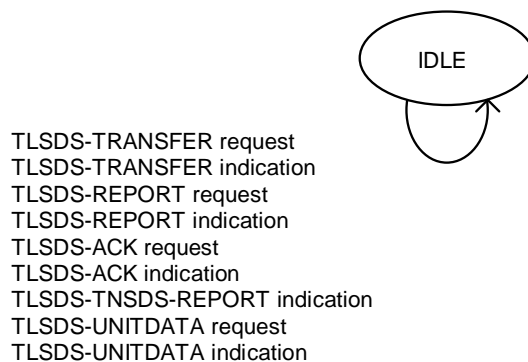 IDLE
TLSDS-TRANSFER request
TLSDS-TRANSFER indication
TLSDS-REPORT request
TLSDS-REPORT indication
TLSDS-ACK request
TLSDS-ACK indication
TLSDS-TNSDS-REPORT indication
TLSDS-UNITDATA request
TLSDS-UNITDATA indication